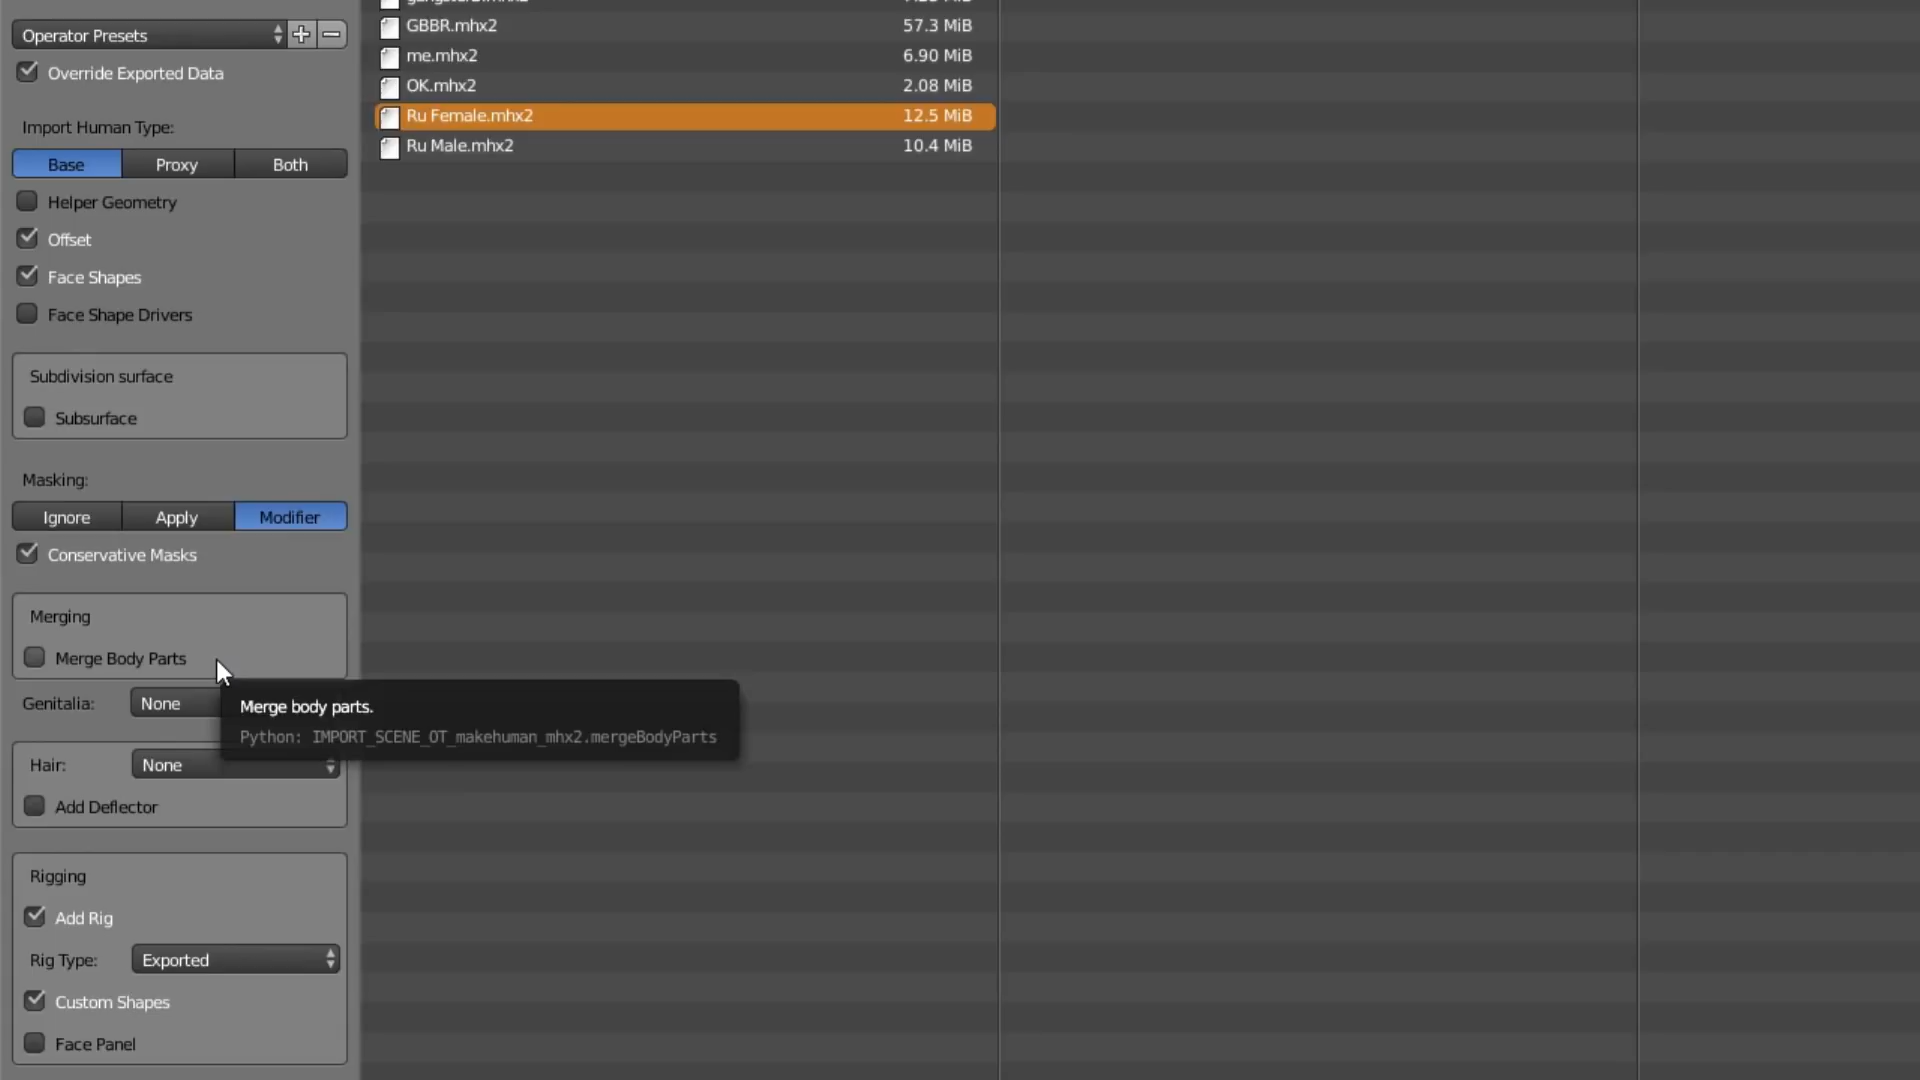 Operator Presets
Override Exported Data
Import Human Type:
Base Proxy Both
Helper Geometry
Offset
Face Shapes
Face Shape Drivers
Subdivision surface
Subsurface
Masking:
Ignore Apply Modifier
Conservative Masks
Merging
Merge Body Parts
Genitalia: None
Hair: None
Add Deflector
Rigging
Add Rig
Rig Type: Exported
Custom Shapes
Face Panel
GBBR.mhx2 57.3 MiB
me.mhx2 6.90 MiB
OK.mhx2 2.08 MiB
Ru Female.mhx2 12.5 MiB
Ru Male.mhx2 10.4 MiB
Merge body parts.
Python: IMPORT_SCENE_OT_makehuman_mhx2.mergeBodyParts